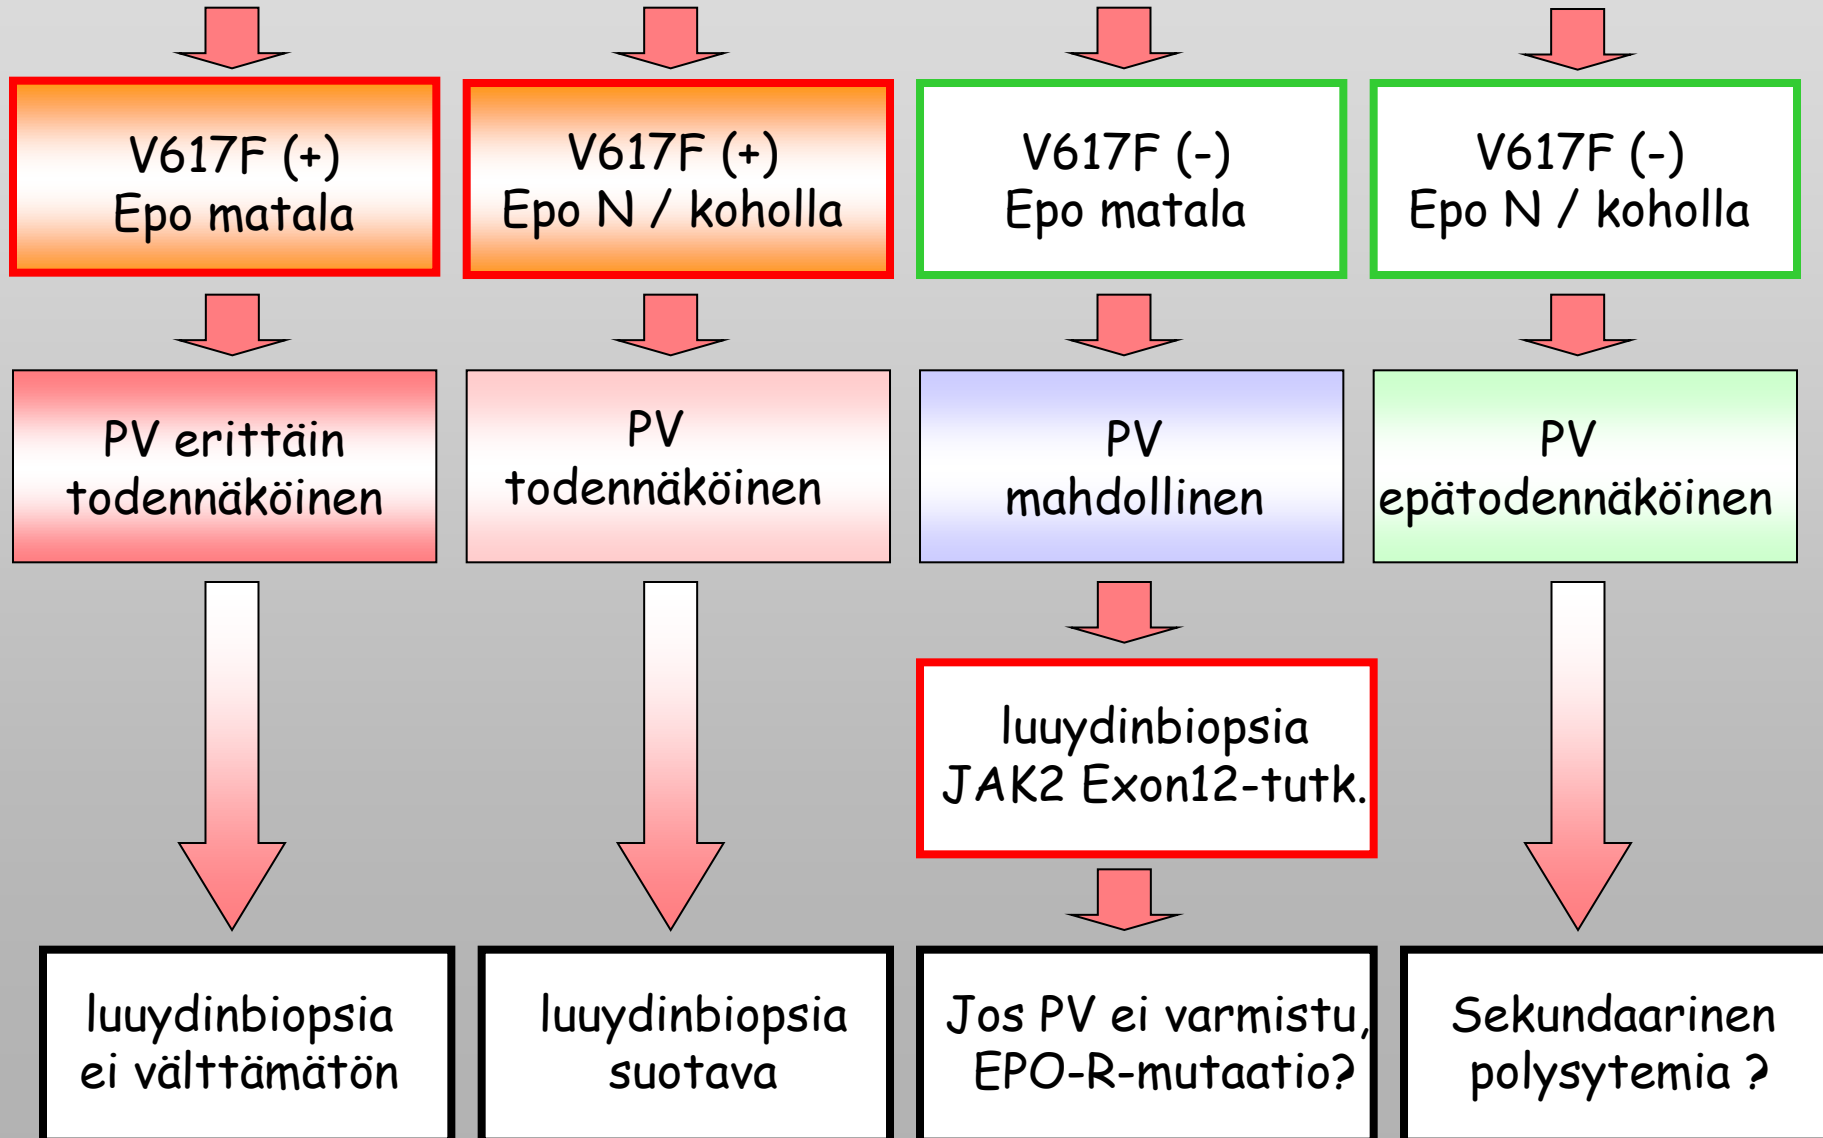 V617F (+)
Epo matala
V617F (+)
Epo N / koholla
V617F (-)
Epo matala
V617F (-)
Epo N / koholla
PV erittäin
todennäköinen
PV
todennäköinen
PV
mahdollinen
PV
epätodennäköinen
luuydinbiopsia
JAK2 Exon12-tutk.
luuydinbiopsia
ei välttämätön
luuydinbiopsia
suotava
Jos PV ei varmistu,
EPO-R-mutaatio?
Sekundaarinen
polysytemia ?